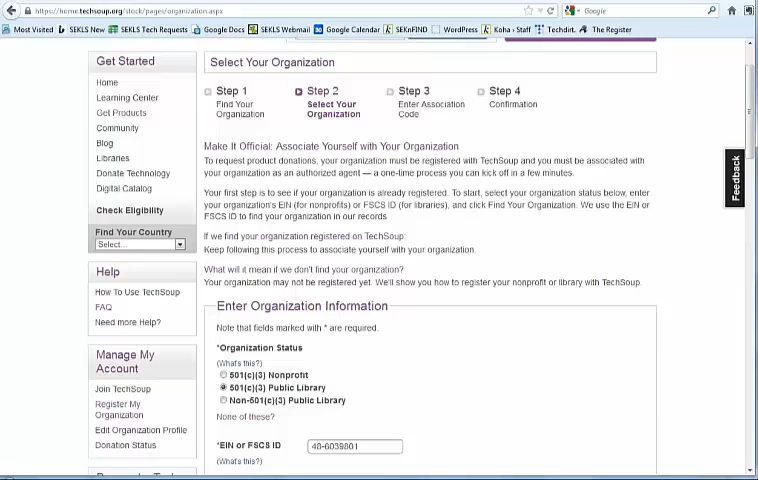 https://home.techsoup.org/stock/pages/organization.aspx
Google
Most Visited
SEKLS New
SEKLS Tech Requests
Google Docs
SEKLS Webmail
Google Calendar
SEKnFIND
WordPress
Koha › Staff
Techdirt.
The Register
Get Started
Home
Learning Center
Get Products
Community
Blog
Libraries
Donate Technology
Digital Catalog
Check Eligibility
Find Your Country
Select...
Help
How To Use TechSoup
FAQ
Need more Help?
Manage My
Account
Join TechSoup
Register My
Organization
Edit Organization Profile
Donation Status
Select Your Organization
Step 1
Find Your
Organization
Step 2
Select Your
Organization
Step 3
Enter Association
Code
Step 4
Confirmation
Make It Official: Associate Yourself with Your Organization
To request product donations, your organization must be registered with TechSoup and you must be associated with
your organization as an authorized agent — a one-time process you can kick off in a few minutes.
Your first step is to see if your organization is already registered. To start, select your organization status below, enter
your organization's EIN (for nonprofits) or FSCS ID (for libraries), and click Find Your Organization. We use the EIN or
FSCS ID to find your organization in our records
If we find your organization registered on TechSoup:
Keep following this process to associate yourself with your organization.
What will it mean if we don't find your organization?
Your organization may not be registered yet. We'll show you how to register your nonprofit or library with TechSoup.
Enter Organization Information
Note that fields marked with * are required.
*Organization Status
(What's this?)
501(c)(3) Nonprofit
501(c)(3) Public Library
Non-501(c)(3) Public Library
None of these?
*EIN or FSCS ID
48-6039801
(What's this?)
Feedback